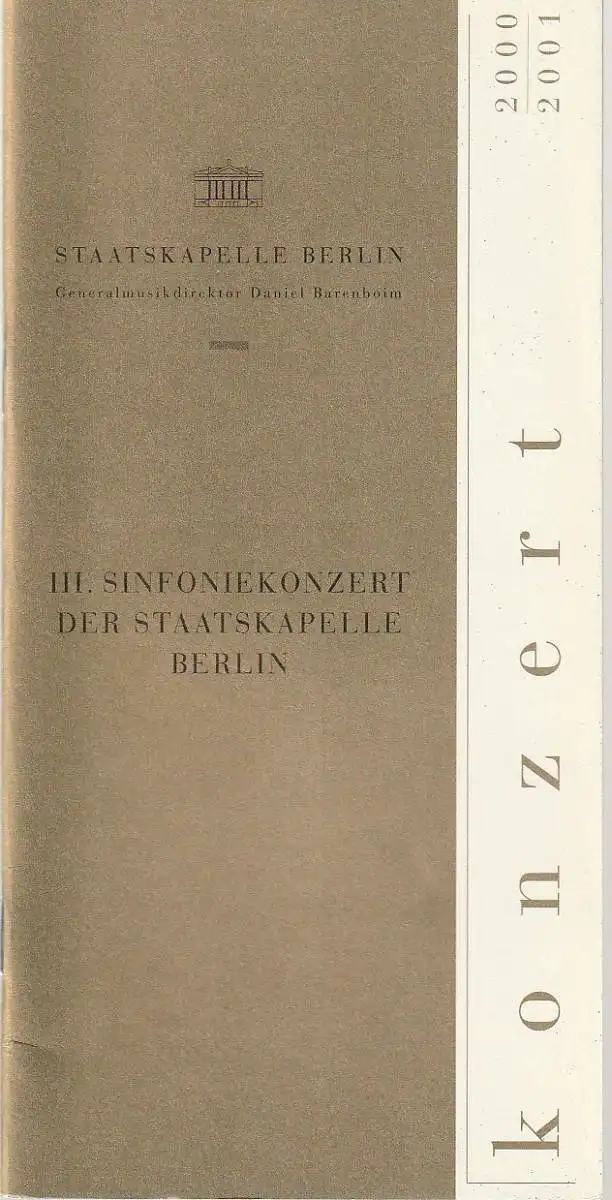 STAATSKAPELLE BERLIN
Generalmusikdirektor Daniel Barenboim
III. SINFONIEKONZERT
DER STAATSKAPELLE
BERLIN
konzert
2000
2001